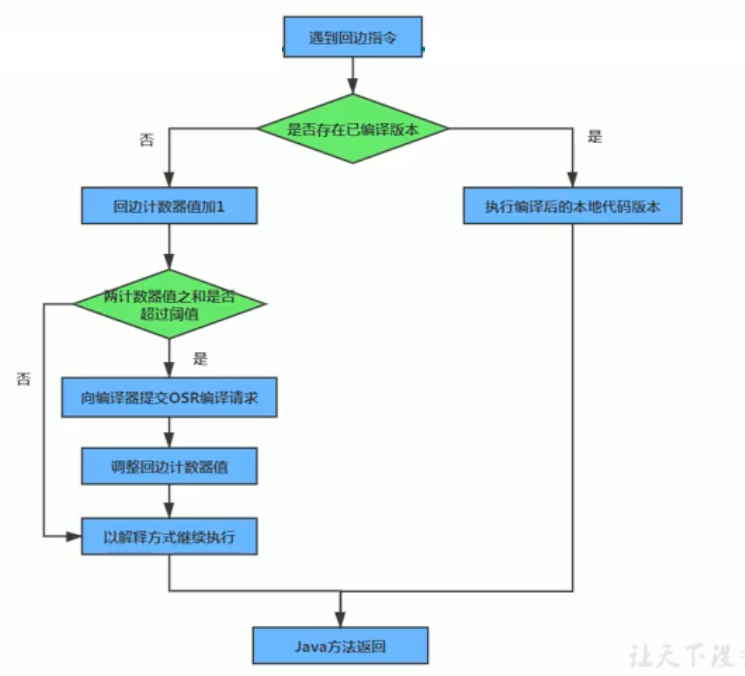 遇到回边指令
是否存在已编译版本
否
是
回边计数器值加1
执行编译后的本地代码版本
两计数器值之和是否
超过阈值
是
否
向编译器提交OSR编译请求
调整回边计数器值
以解释方式继续执行
Java方法返回
让天下没